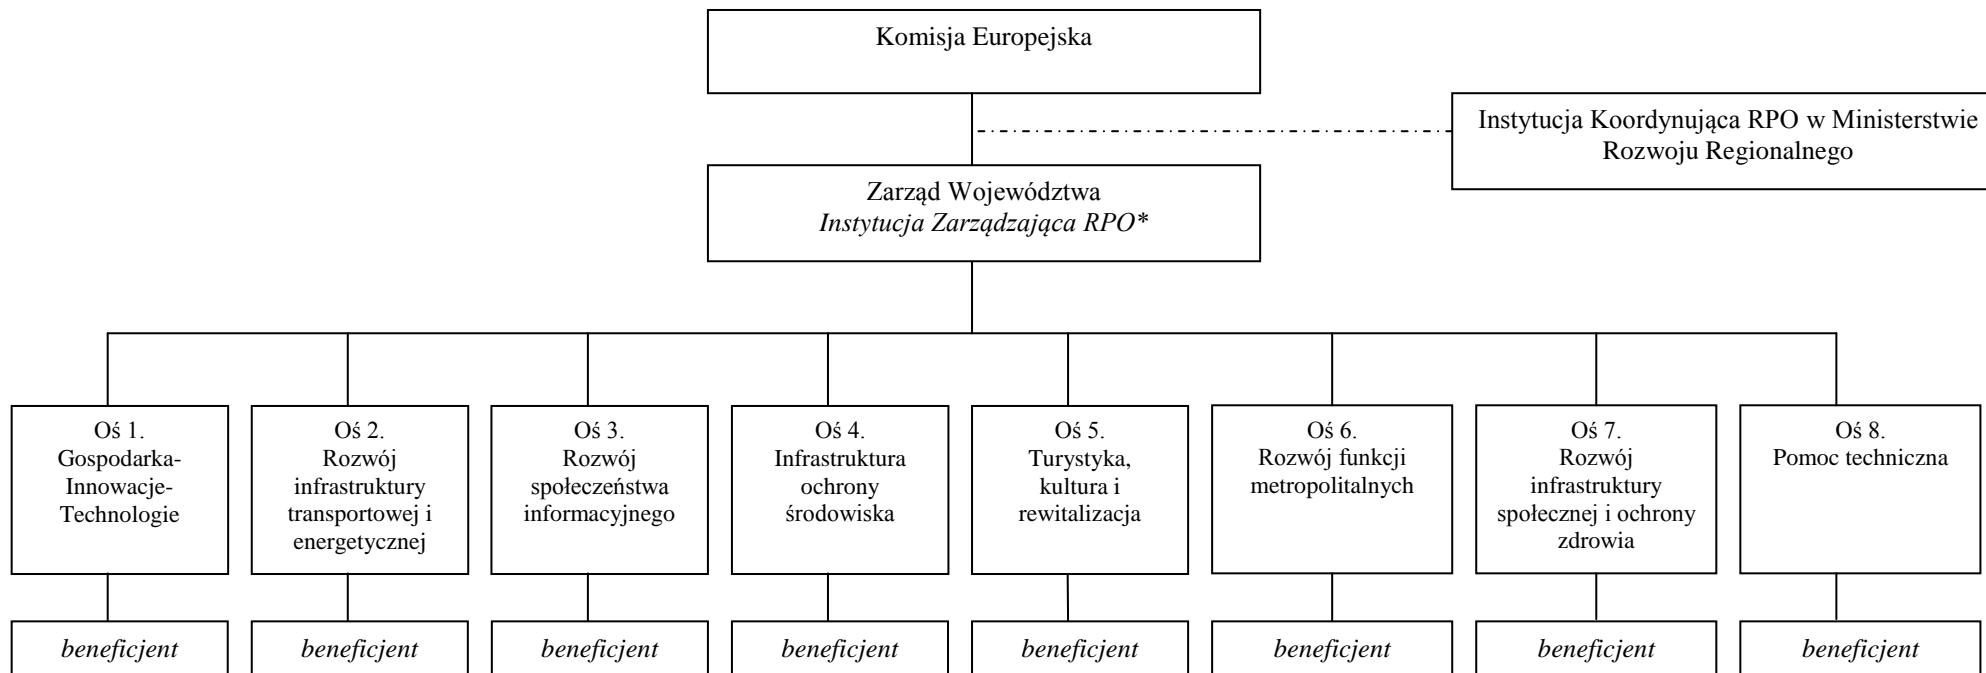 Komisja Europejska
Instytucja Koordynująca RPO w Ministerstwie
Rozwoju Regionalnego
Zarząd Województwa
Instytucja Zarządzająca RPO*
Oś 1.
Gospodarka-
Innowacje-
Technologie
Oś 2.
Rozwój
infrastruktury
transportowej i
energetycznej
Oś 3.
Rozwój
społeczeństwa
informacyjnego
Oś 4.
Infrastruktura
ochrony
środowiska
Oś 5.
Turystyka,
kultura i
rewitalizacja
Oś 6.
Rozwój funkcji
metropolitalnych
Oś 7.
Rozwój
infrastruktury
społecznej i ochrony
zdrowia
Oś 8.
Pomoc techniczna
beneficjent
beneficjent
beneficjent
beneficjent
beneficjent
beneficjent
beneficjent
beneficjent